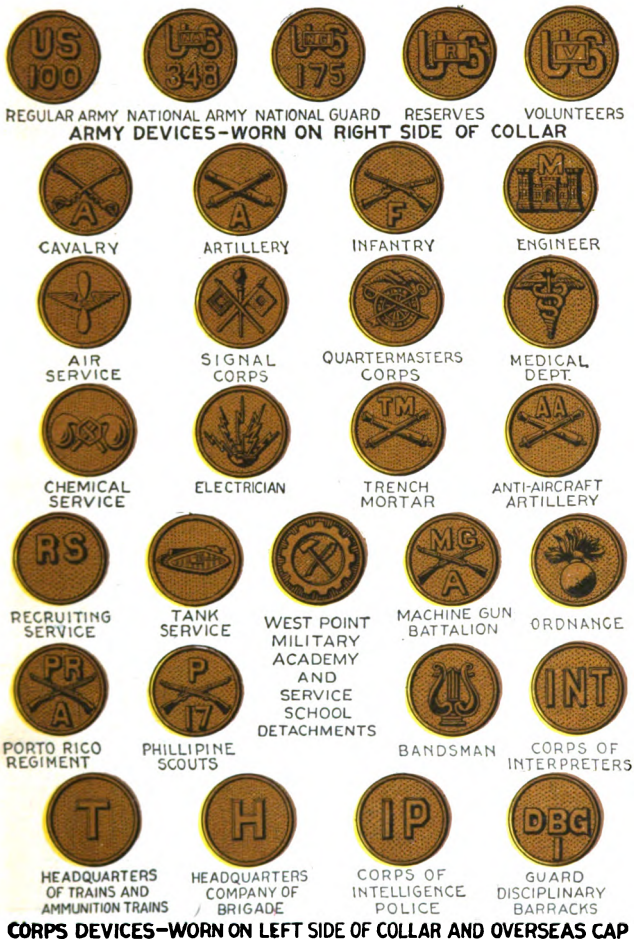 US US US US US
100 NA 348 NG 175 R V
REGULAR ARMY NATIONAL ARMY NATIONAL GUARD RESERVES VOLUNTEERS
ARMY DEVICES-WORN ON RIGHT SIDE OF COLLAR
A A F M
CAVALRY ARTILLERY INFANTRY ENGINEER
AIR SERVICE
SIGNAL CORPS
QUARTERMASTERS CORPS
MEDICAL DEPT.
TM AA
CHEMICAL SERVICE
ELECTRICIAN
TRENCH MORTAR
ANTI-AIRCRAFT ARTILLERY
RS MG A
RECRUITING SERVICE
TANK SERVICE
WEST POINT
MILITARY
ACADEMY
AND
SERVICE
SCHOOL
DETACHMENTS
MACHINE GUN BATTALION
ORDNANCE
PR A P 17 INT
PORTO RICO REGIMENT
PHILLIPINE SCOUTS
BANDSMAN
CORPS OF INTERPRETERS
T H IP DBG 1
HEADQUARTERS
OF TRAINS AND
AMMUNITION TRAINS
HEADQUARTERS
COMPANY OF
BRIGADE
CORPS OF
INTELLIGENCE
POLICE
GUARD
DISCIPLINARY
BARRACKS
CORPS DEVICES-WORN ON LEFT SIDE OF COLLAR AND OVERSEAS CAP